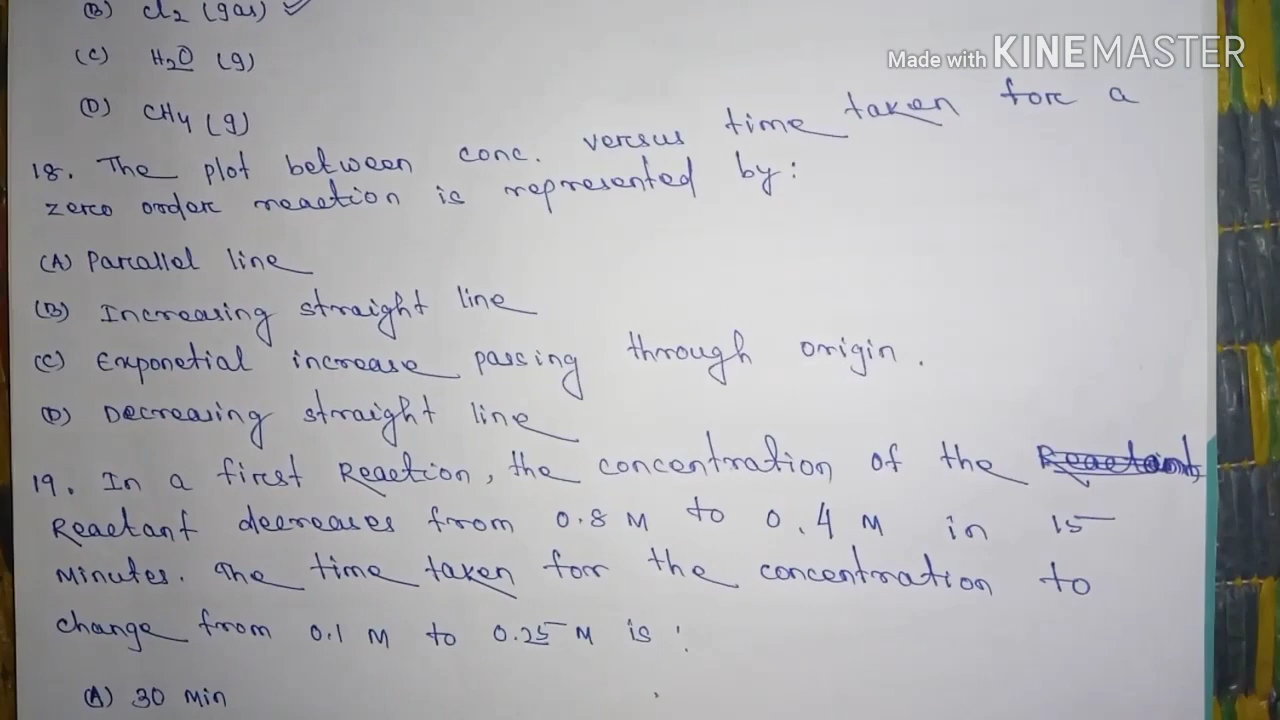 (B) Cl2 (gas) ✓
Made with KINEMASTER
(C) H2O (g)
(D) CH4 (g)
18. The plot between conc. versus time taken for a
zero order reaction is represented by:
(A) Parallel line
(B) Increasing straight line
(C) Exponetial increase passing through origin.
(D) Decreasing straight line
19. In a first Reaction, the concentration of the Reactant,
Reactant decreases from 0.8 M to 0.4 M in 15
Minutes. The time taken for the concentration to
change from 0.1 M to 0.25 M is :
(A) 30 Min